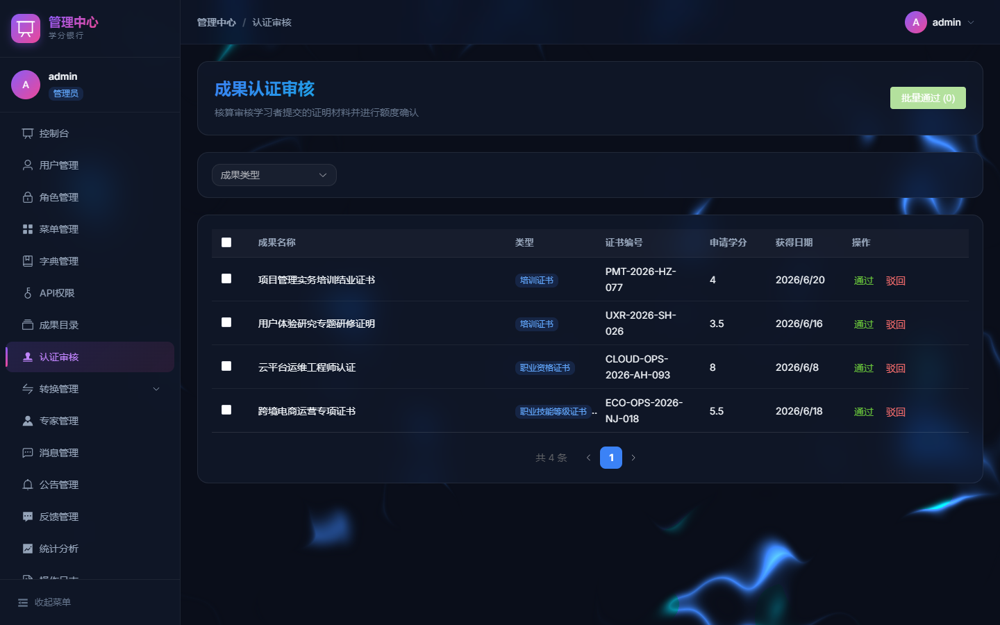 管理中心
学分银行
A
admin
管理员
控制台
用户管理
角色管理
菜单管理
字典管理
API权限
成果目录
认证审核
转换管理
专家管理
消息管理
公告管理
反馈管理
统计分析
操作日志
收起菜单
管理中心 / 认证审核
A admin
成果认证审核
核算审核学习者提交的证明材料并进行额度确认
批量通过 (0)
成果类型
成果名称 类型 证书编号 申请学分 获得日期 操作
项目管理实务培训结业证书 培训证书 PMT-2026-HZ-077 4 2026/6/20 通过 驳回
用户体验研究专题研修证明 培训证书 UXR-2026-SH-026 3.5 2026/6/16 通过 驳回
云平台运维工程师认证 职业资格证书 CLOUD-OPS-2026-AH-093 8 2026/6/8 通过 驳回
跨境电商运营专项证书 职业技能等级证书 .. ECO-OPS-2026-NJ-018 5.5 2026/6/18 通过 驳回
共 4 条 1